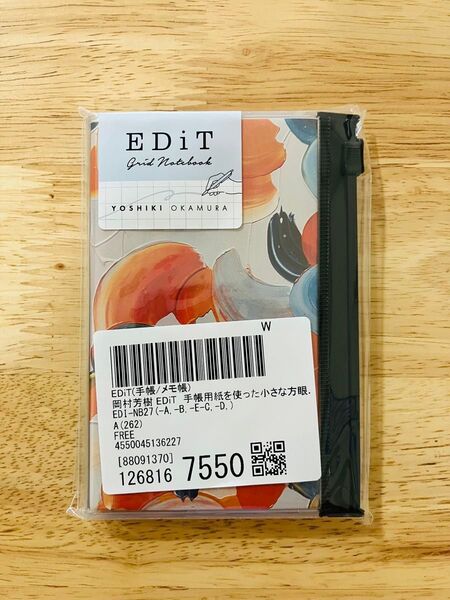 EDiT
Grid Notebook
YOSHIKI OKAMURA
W
EDiT(手帳/メモ帳)
岡村芳樹 EDiT 手帳用紙を使った小さな方眼.
EDI-NB27(-A,-B,-E-C,-D,)
A(262)
FREE
4550045136227
[88091370]
126816 7550